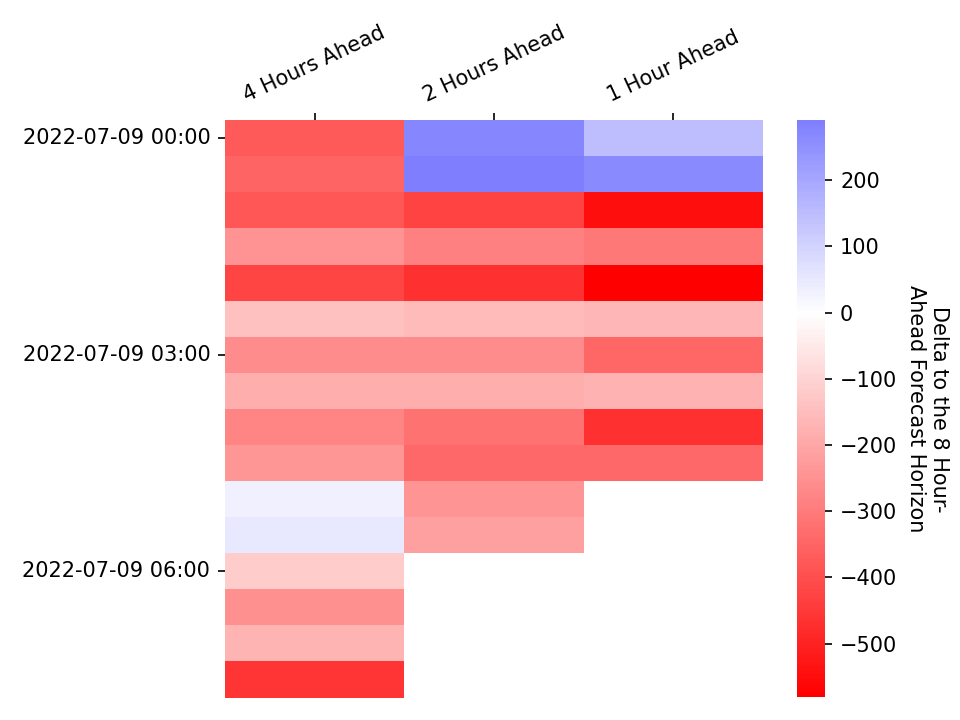 4 Hours Ahead
2 Hours Ahead
1 Hour Ahead
2022-07-09 00:00
2022-07-09 03:00
2022-07-09 06:00
200
100
0
−100
−200
−300
−400
−500
Delta to the 8 Hour-
Ahead Forecast Horizon